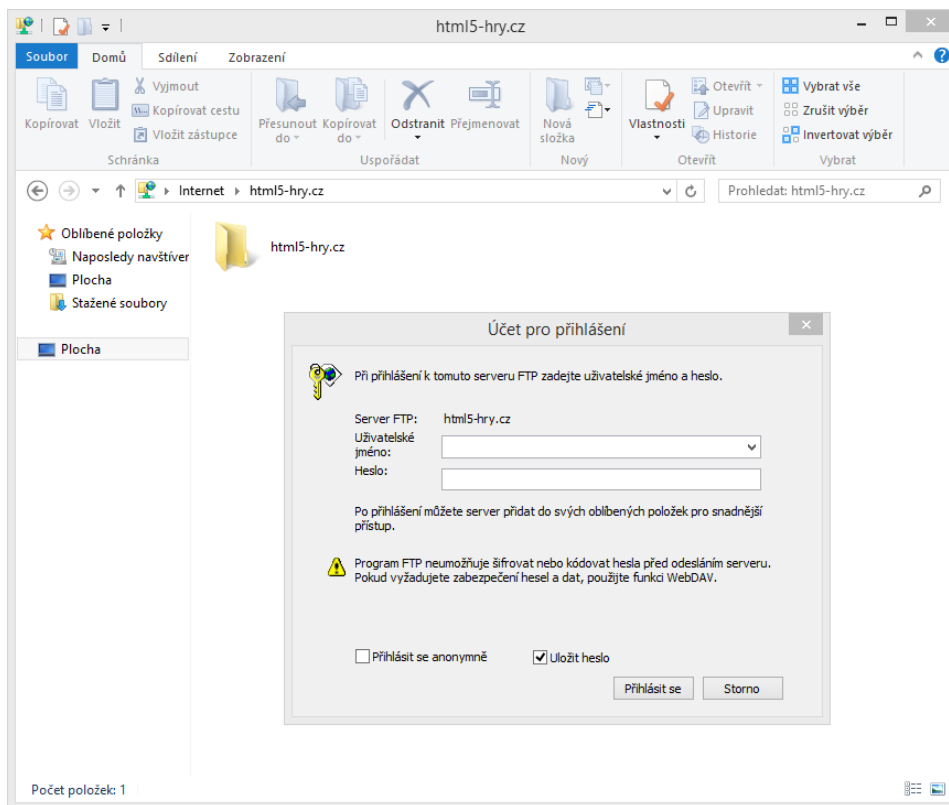 html5-hry.cz
Soubor Domů Sdílení Zobrazení
Kopírovat
Vložit
Vyjmout
Kopírovat cestu
Vložit zástupce
Schránka
Přesunout do
Kopírovat do
Odstranit
Přejmenovat
Uspořádat
Nová složka
Nový
Vlastnosti
Otevřít
Upravit
Historie
Otevřít
Vybrat vše
Zrušit výběr
Invertovat výběr
Vybrat
Internet html5-hry.cz
Prohledat: html5-hry.cz
Oblíbené položky
Naposledy navštíver
Plocha
Stažené soubory
Plocha
html5-hry.cz
Účet pro přihlášení
Při přihlášení k tomuto serveru FTP zadejte uživatelské jméno a heslo.
Server FTP: html5-hry.cz
Uživatelské
jméno:
Heslo:
Po přihlášení můžete server přidat do svých oblíbených položek pro snadnější
přístup.
Program FTP neumožňuje šifrovat nebo kódovat hesla před odesláním serveru.
Pokud vyžadujete zabezpečení hesel a dat, použijte funkci WebDAV.
Přihlásit se anonymně
Uložit heslo
Přihlásit se
Storno
Počet položek: 1